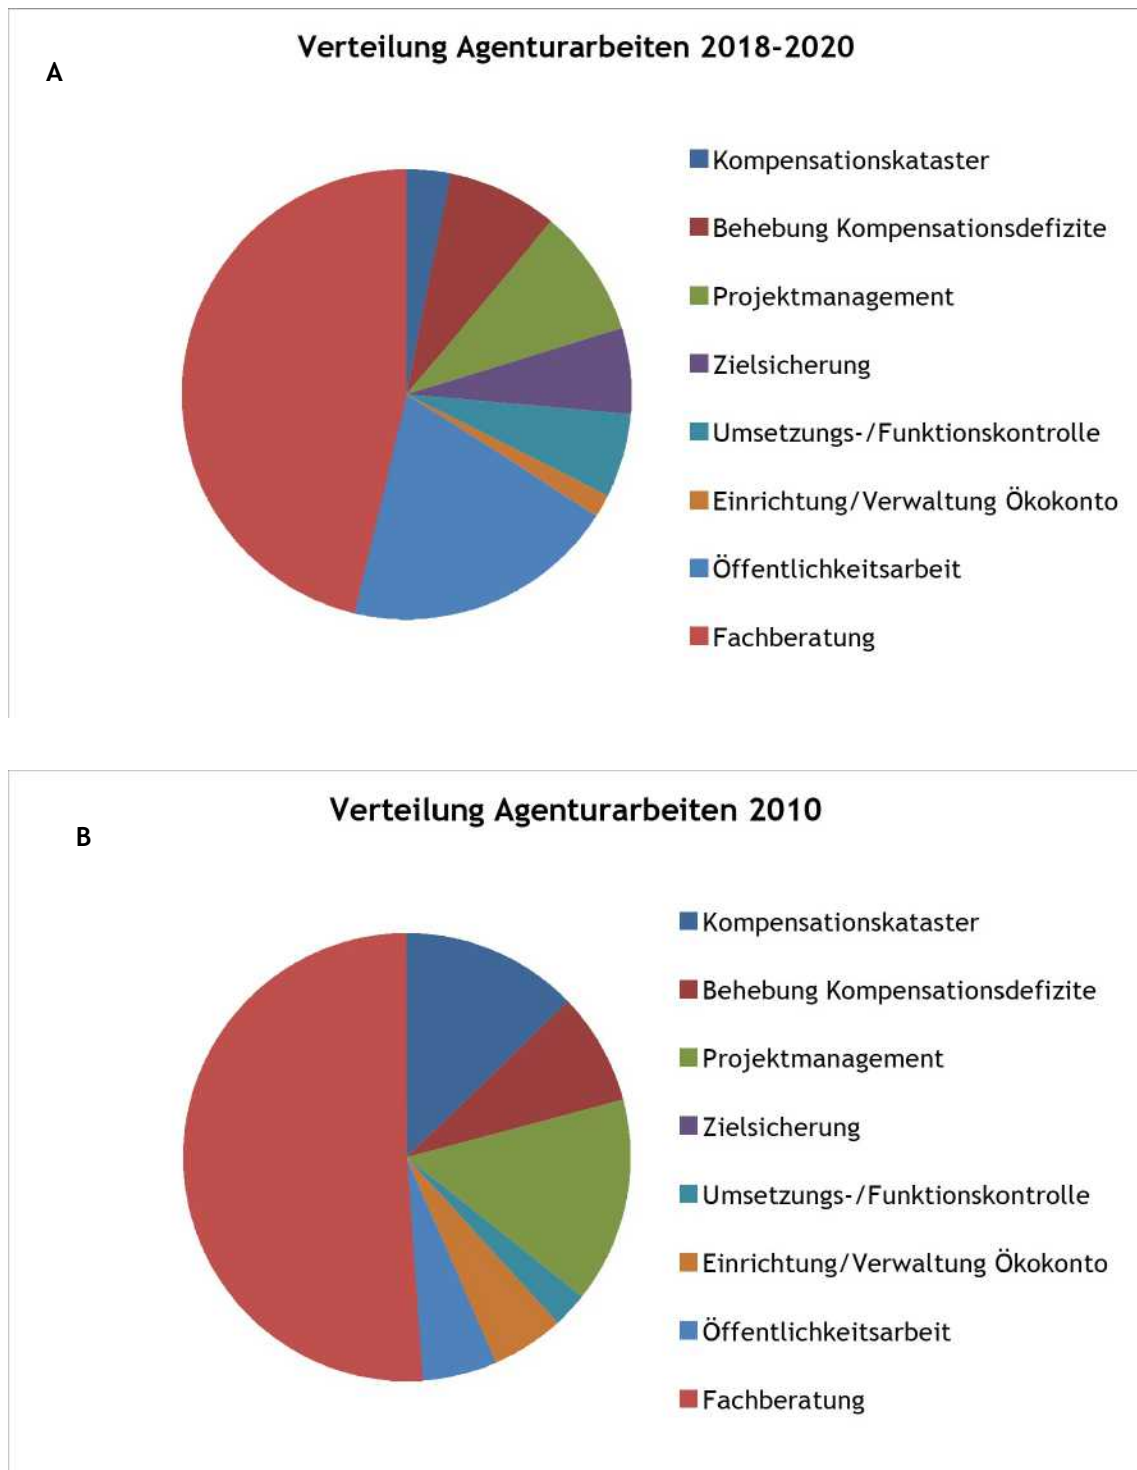 Verteilung Agenturarbeiten 2018-2020
A
Kompensationskataster
Behebung Kompensationsdefizite
Projektmanagement
Zielsicherung
Umsetzungs-/Funktionskontrolle
Einrichtung/Verwaltung Ökokonto
Öffentlichkeitsarbeit
Fachberatung
Verteilung Agenturarbeiten 2010
B
Kompensationskataster
Behebung Kompensationsdefizite
Projektmanagement
Zielsicherung
Umsetzungs-/Funktionskontrolle
Einrichtung/Verwaltung Ökokonto
Öffentlichkeitsarbeit
Fachberatung